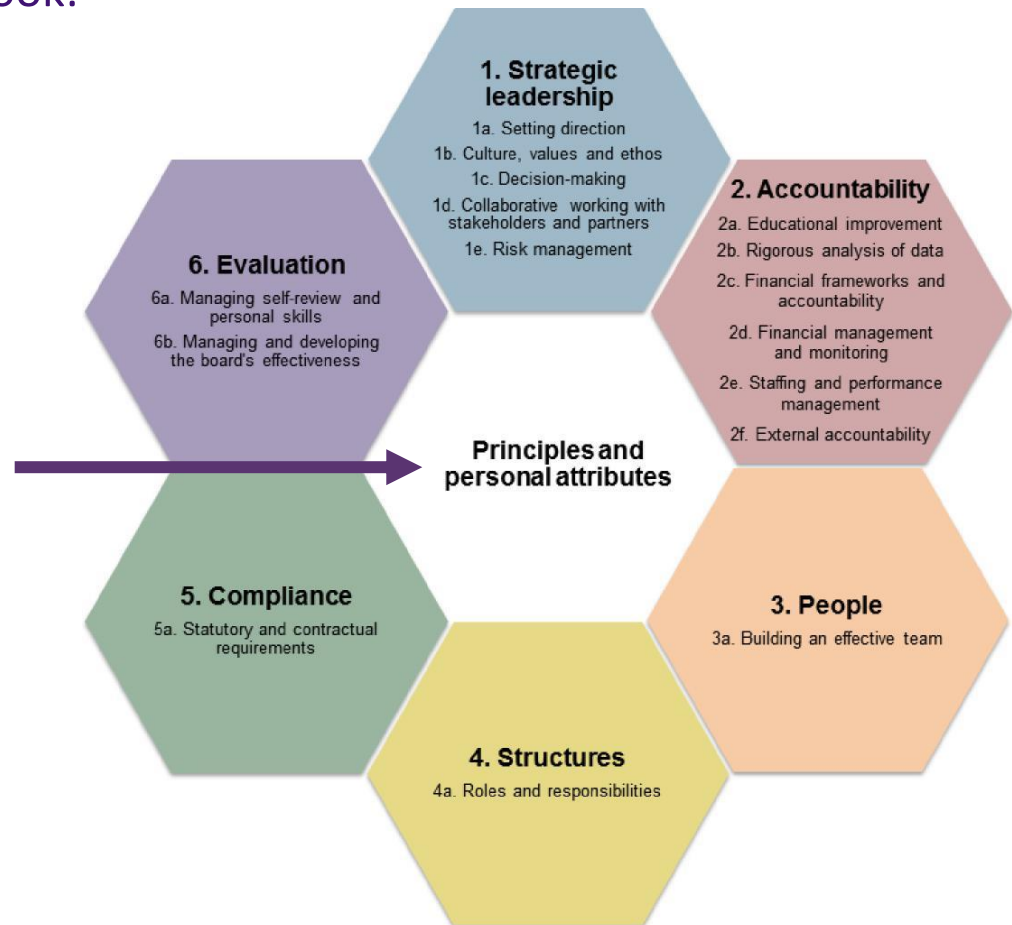 1. Strategic
leadership
1a. Setting direction
1b. Culture, values and ethos
1c. Decision-making
1d. Collaborative working with
stakeholders and partners
1e. Risk management
2. Accountability
2a. Educational improvement
2b. Rigorous analysis of data
2c. Financial frameworks and
accountability
2d. Financial management
and monitoring
2e. Staffing and performance
management
2f. External accountability
3. People
3a. Building an effective team
4. Structures
4a. Roles and responsibilities
5. Compliance
5a. Statutory and contractual
requirements
6. Evaluation
6a. Managing self-review and
personal skills
6b. Managing and developing
the board's effectiveness
Principles and
personal attributes